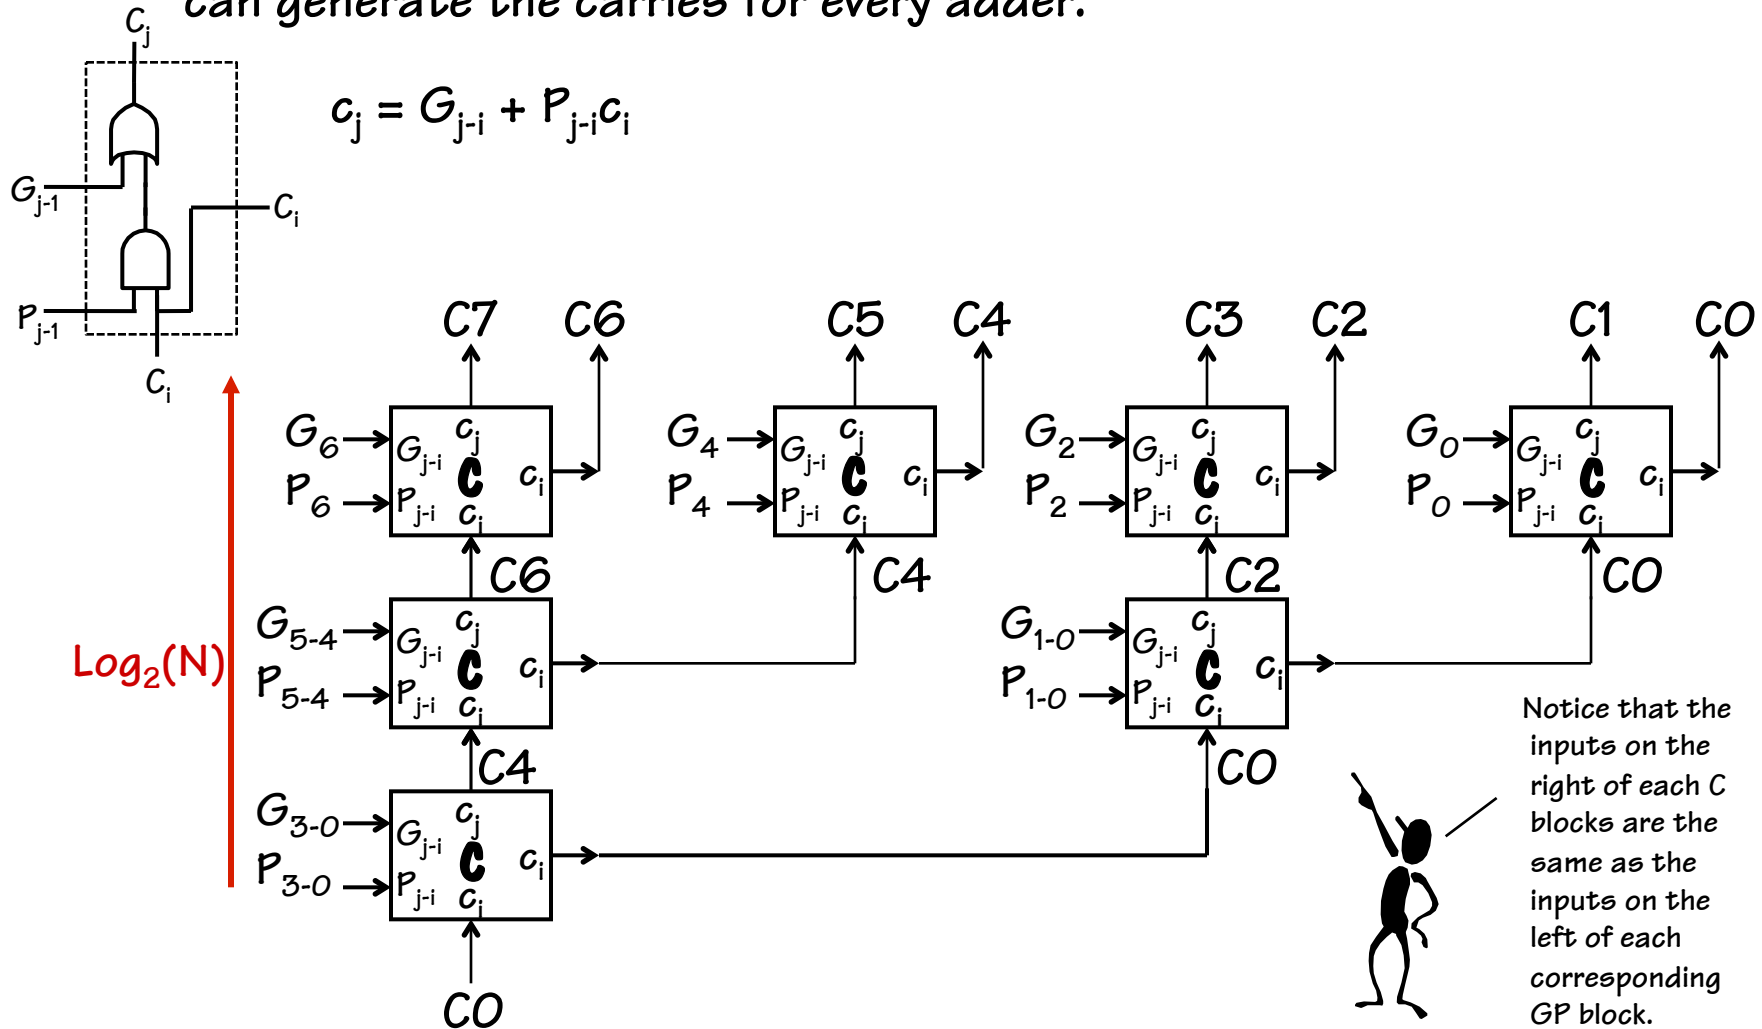 can generate the carries for every adder.
Cj
cj = Gj-i + Pj-ici
Gj-1
Ci
Pj-1
Ci
C7 C6 C5 C4 C3 C2 C1 C0
G6 Gj-i cj G4 Gj-i cj G2 Gj-i cj G0 Gj-i cj
C ci C ci C ci C ci
P6 Pj-i ci P4 Pj-i ci P2 Pj-i ci P0 Pj-i ci
C6 C4 C2 C0
G5-4 Gj-i cj G1-0 Gj-i cj
Log2(N) C ci C ci
P5-4 Pj-i ci P1-0 Pj-i ci
C4 C0
G3-0 Gj-i cj
C ci
P3-0 Pj-i ci
C0
Notice that the
inputs on the
right of each C
blocks are the
same as the
inputs on the
left of each
corresponding
GP block.